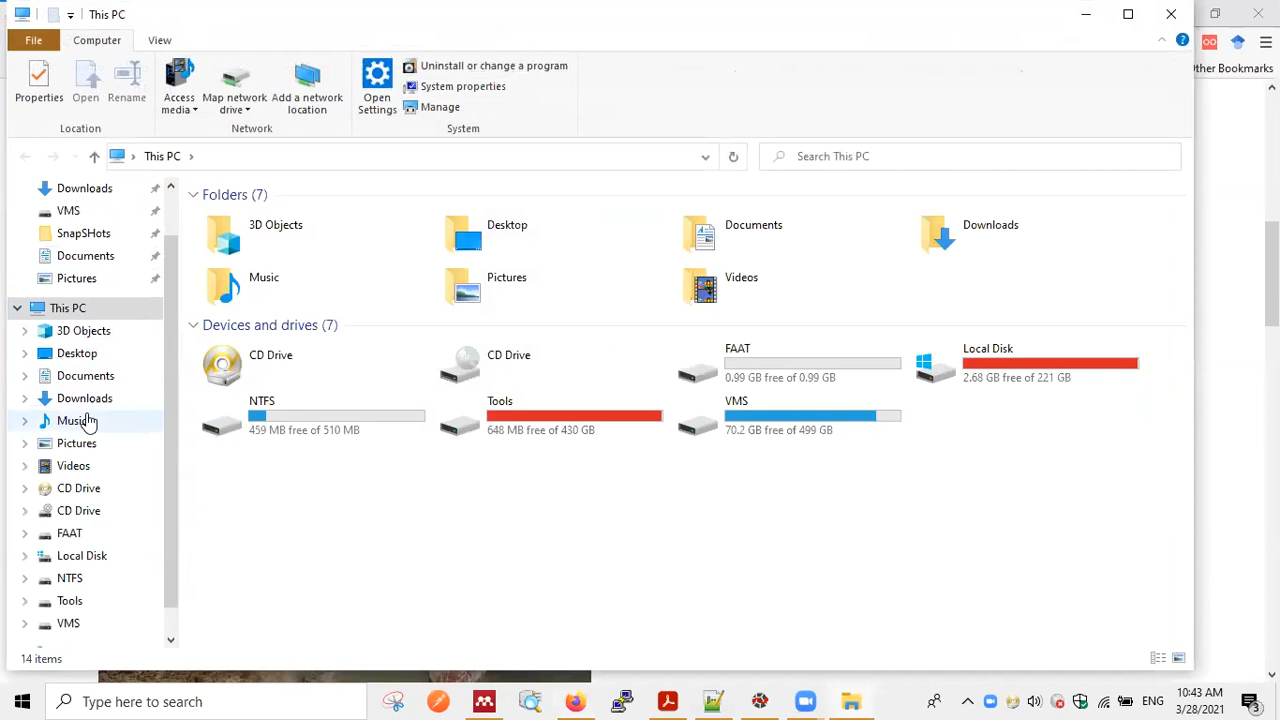 This PC
File Computer View
Properties Open Rename Access media Map network drive Add a network location Open Settings
Uninstall or change a program
System properties
Manage
Location Network System
This PC
Search This PC
Other Bookmarks
Downloads
VMS
SnapSHots
Documents
Pictures
This PC
3D Objects
Desktop
Documents
Downloads
Music
Pictures
Videos
CD Drive
CD Drive
FAAT
Local Disk
NTFS
Tools
VMS
Folders (7)
3D Objects Desktop Documents Downloads
Music Pictures Videos
Devices and drives (7)
CD Drive
CD Drive
FAAT
0.99 GB free of 0.99 GB
Local Disk
2.68 GB free of 221 GB
NTFS
459 MB free of 510 MB
Tools
648 MB free of 430 GB
VMS
70.2 GB free of 499 GB
14 items
Type here to search
ENG
10:43 AM
3/28/2021
3